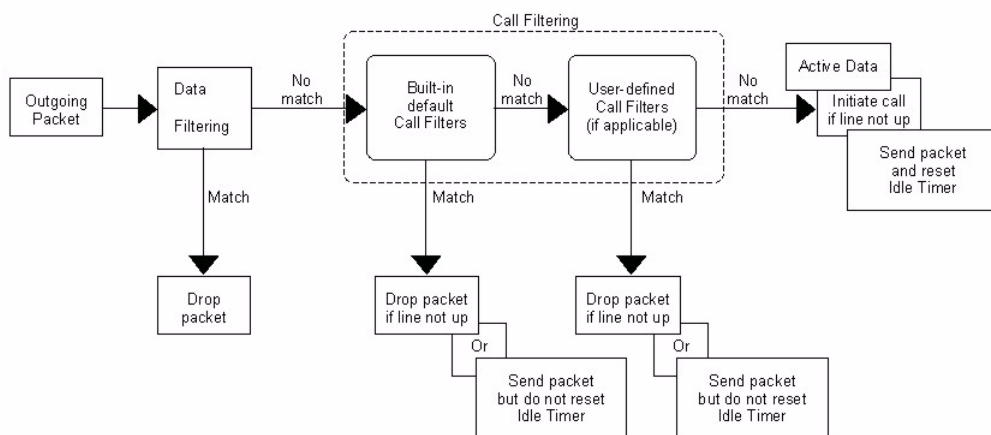 Call Filtering
Outgoing
Packet
Data
Filtering
No
match
Built-in
default
Call Filters
No
match
User-defined
Call Filters
(if applicable)
No
match
Active Data
Initiate call
if line not up
Send packet
and reset
Idle Timer
Match
Match
Match
Drop
packet
Drop packet
if line not up
Or
Send packet
but do not reset
Idle Timer
Drop packet
if line not up
Or
Send packet
but do not reset
Idle Timer